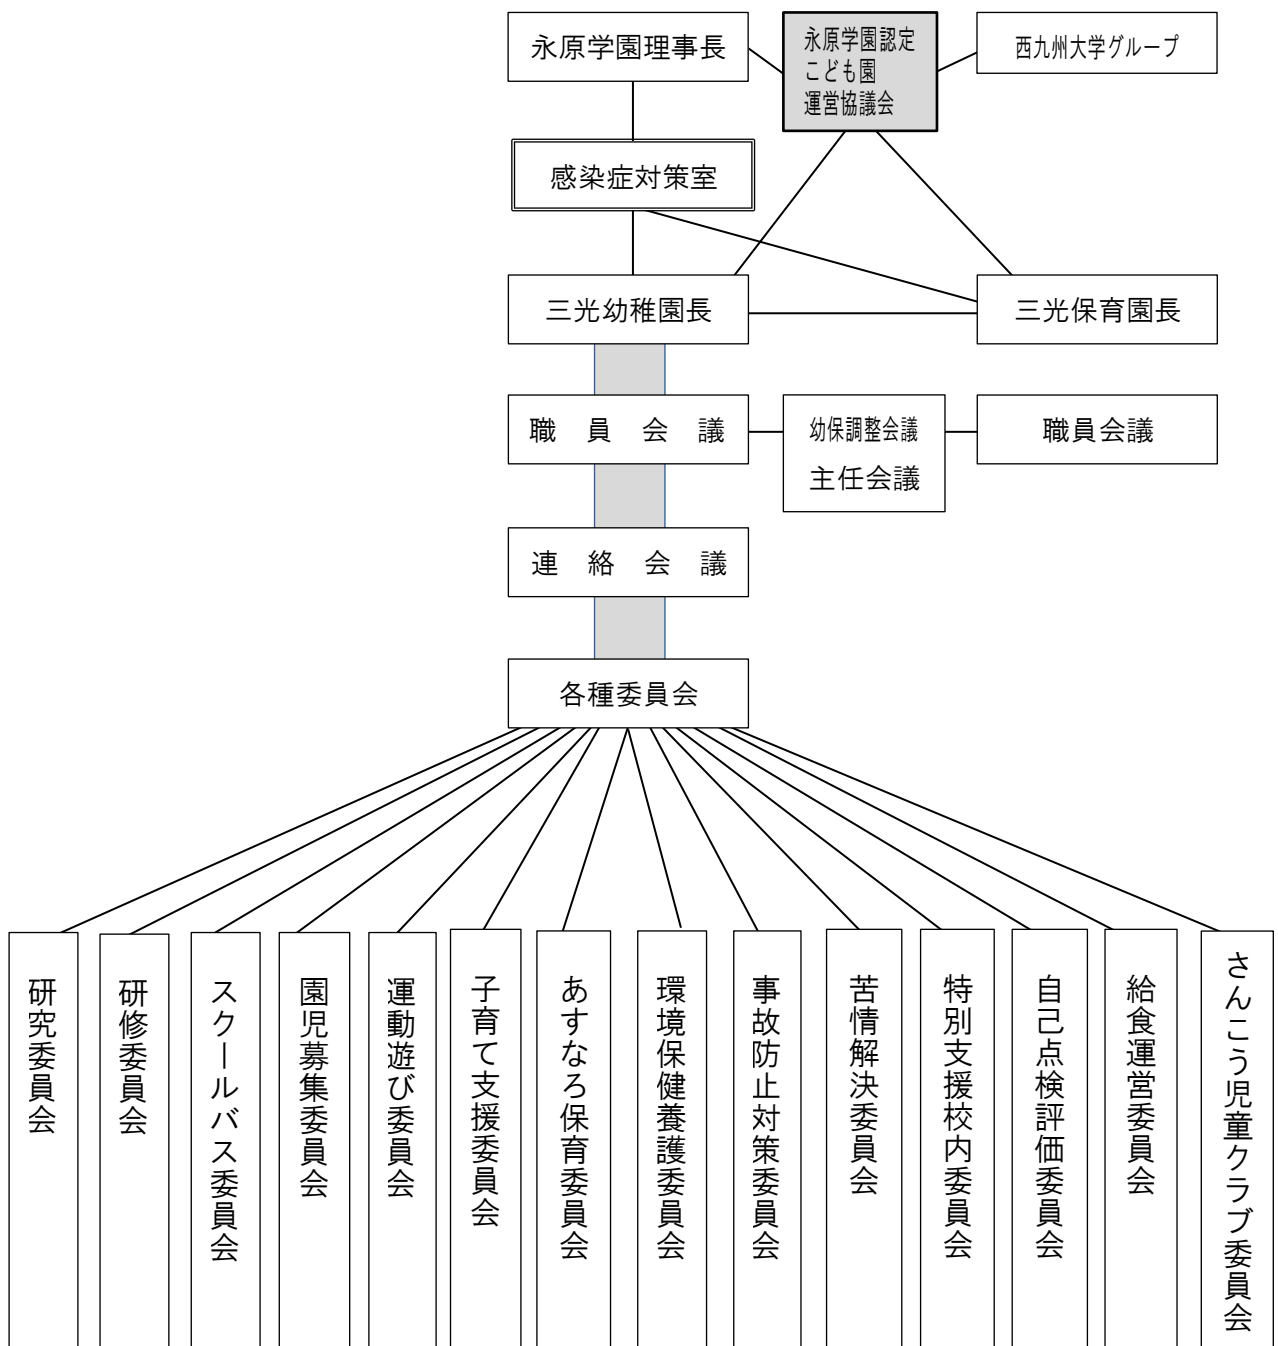 永原学園理事長
永原学園認定
こども園
運営協議会
西九州大学グループ
感染症対策室
三光幼稚園長
三光保育園長
職　員　会　議
幼保調整会議
主任会議
職員会議
連　絡　会　議
各種委員会
研究委員会
研修委員会
スクールバス委員会
園児募集委員会
運動遊び委員会
子育て支援委員会
あすなろ保育委員会
環境保健養護委員会
事故防止対策委員会
苦情解決委員会
特別支援校内委員会
自己点検評価委員会
給食運営委員会
さんこう児童クラブ委員会